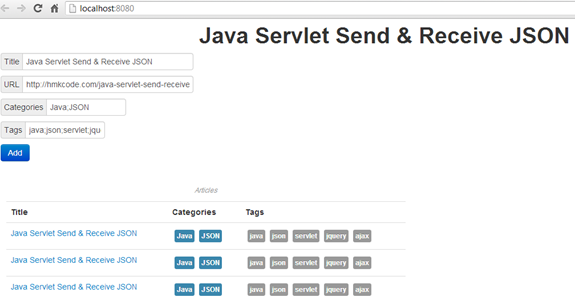 localhost:8080
Java Servlet Send & Receive JSON
Title Java Servlet Send & Receive JSON
URL http://hmkcode.com/java-servlet-send-receive
Categories Java;JSON
Tags java;json;servlet;jqu
Add
Articles
Title Categories Tags
Java Servlet Send & Receive JSON Java JSON java json servlet jquery ajax
Java Servlet Send & Receive JSON Java JSON java json servlet jquery ajax
Java Servlet Send & Receive JSON Java JSON java json servlet jquery ajax